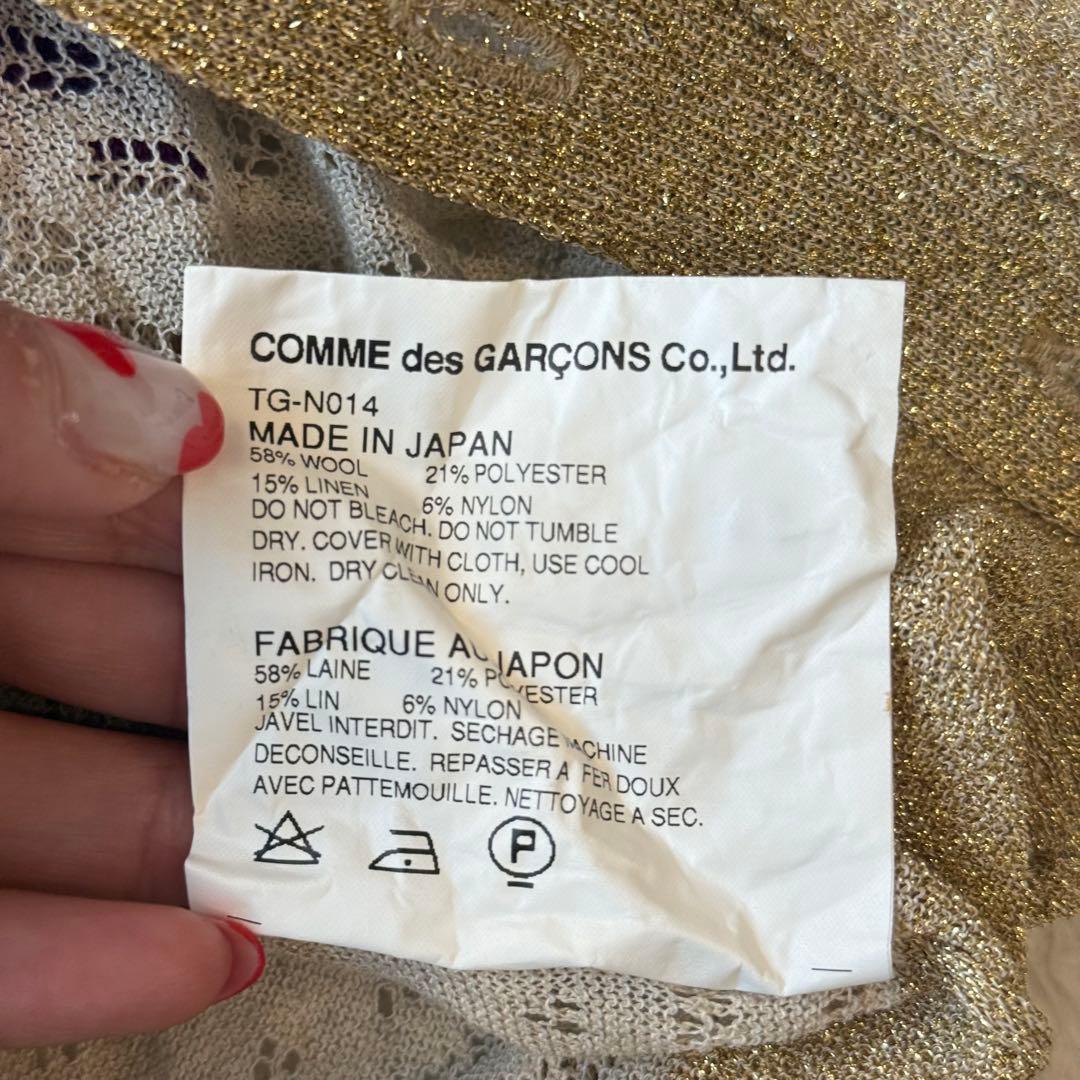 COMME des GARÇONS Co.,Ltd.
TG-N014
MADE IN JAPAN
58% WOOL 21% POLYESTER
15% LINEN 6% NYLON
DO NOT BLEACH. DO NOT TUMBLE
DRY. COVER WITH CLOTH, USE COOL
IRON. DRY CLEAN ONLY.
FABRIQUE AU JAPON
58% LAINE 21% POLYESTER
15% LIN 6% NYLON
JAVEL INTERDIT. SECHAGE MACHINE
DECONSEILLE. REPASSER A FER DOUX
AVEC PATTEMOUILLE. NETTOYAGE A SEC.
P